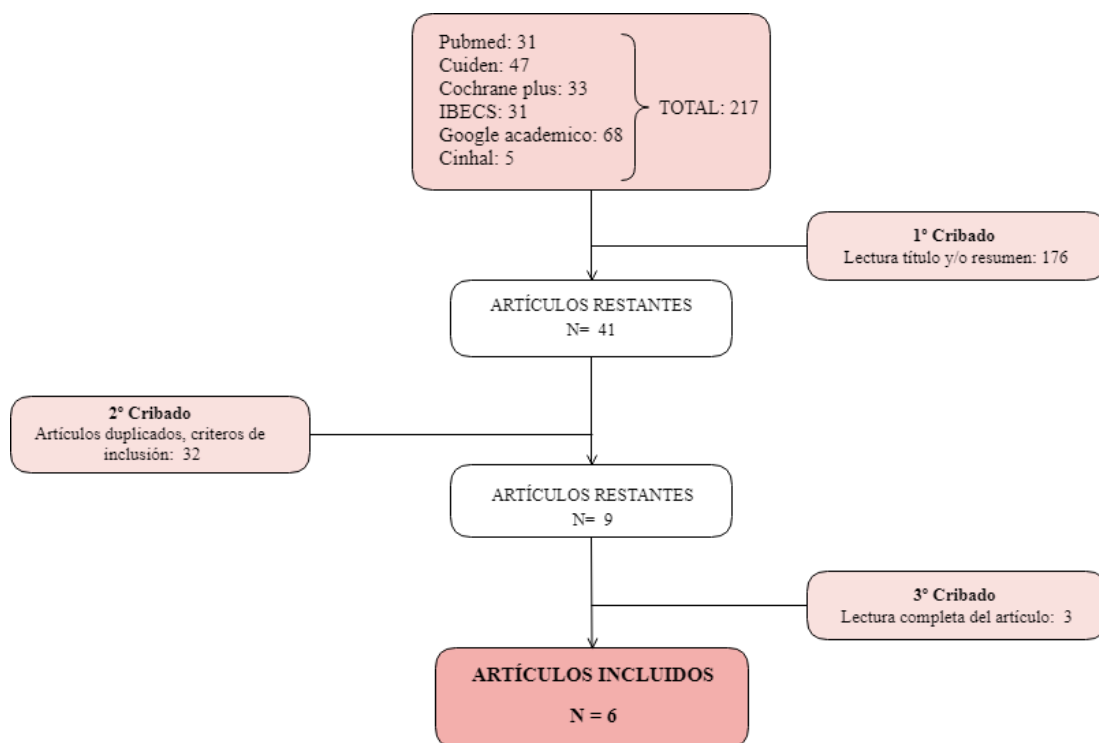 Pubmed: 31
Cuiden: 47
Cochrane plus: 33
IBECS: 31
Google academico: 68
Cinhal: 5
TOTAL: 217
1º Cribado
Lectura título y/o resumen: 176
ARTÍCULOS RESTANTES
N= 41
2º Cribado
Artículos duplicados, criteros de
inclusión: 32
ARTÍCULOS RESTANTES
N= 9
3º Cribado
Lectura completa del artículo: 3
ARTÍCULOS INCLUIDOS
N = 6